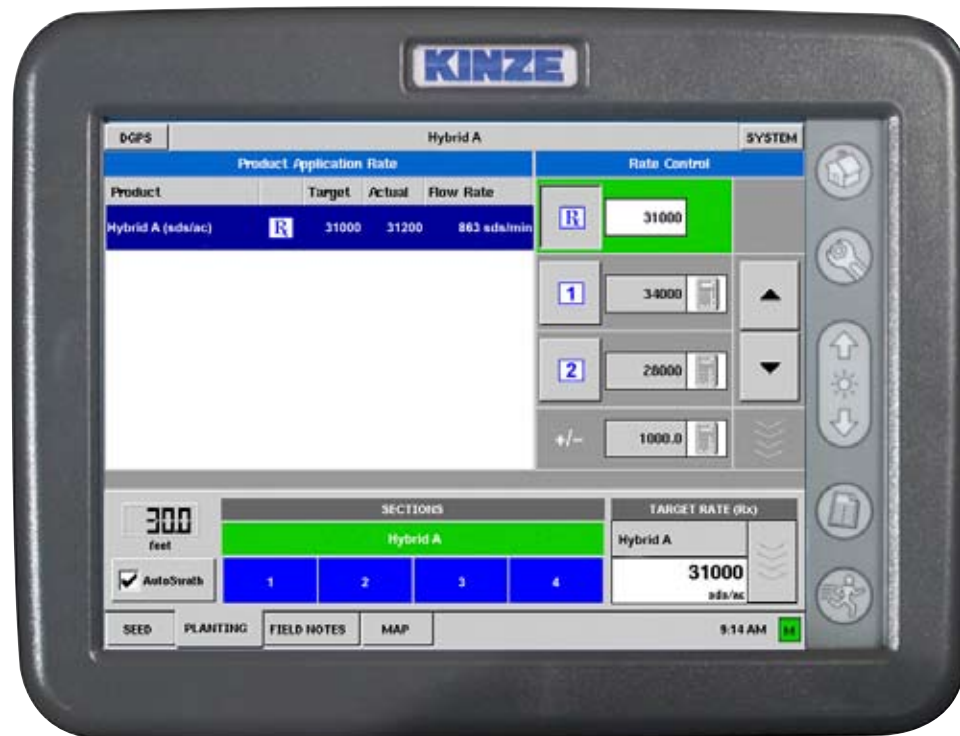 KINZE
DGPS Hybrid A SYSTEM
Product Application Rate Rate Control
Product Target Actual Flow Rate
Hybrid A (sds/ac) R 31000 31200 863 sds/min
R 31000
1 34000
2 28000
+/- 1000.0
30.0
feet
SECTIONS
Hybrid A
AutoSwath 1 2 3 4
TARGET RATE (Rx)
Hybrid A
31000
sds/ac
SEED PLANTING FIELD NOTES MAP 9:14 AM